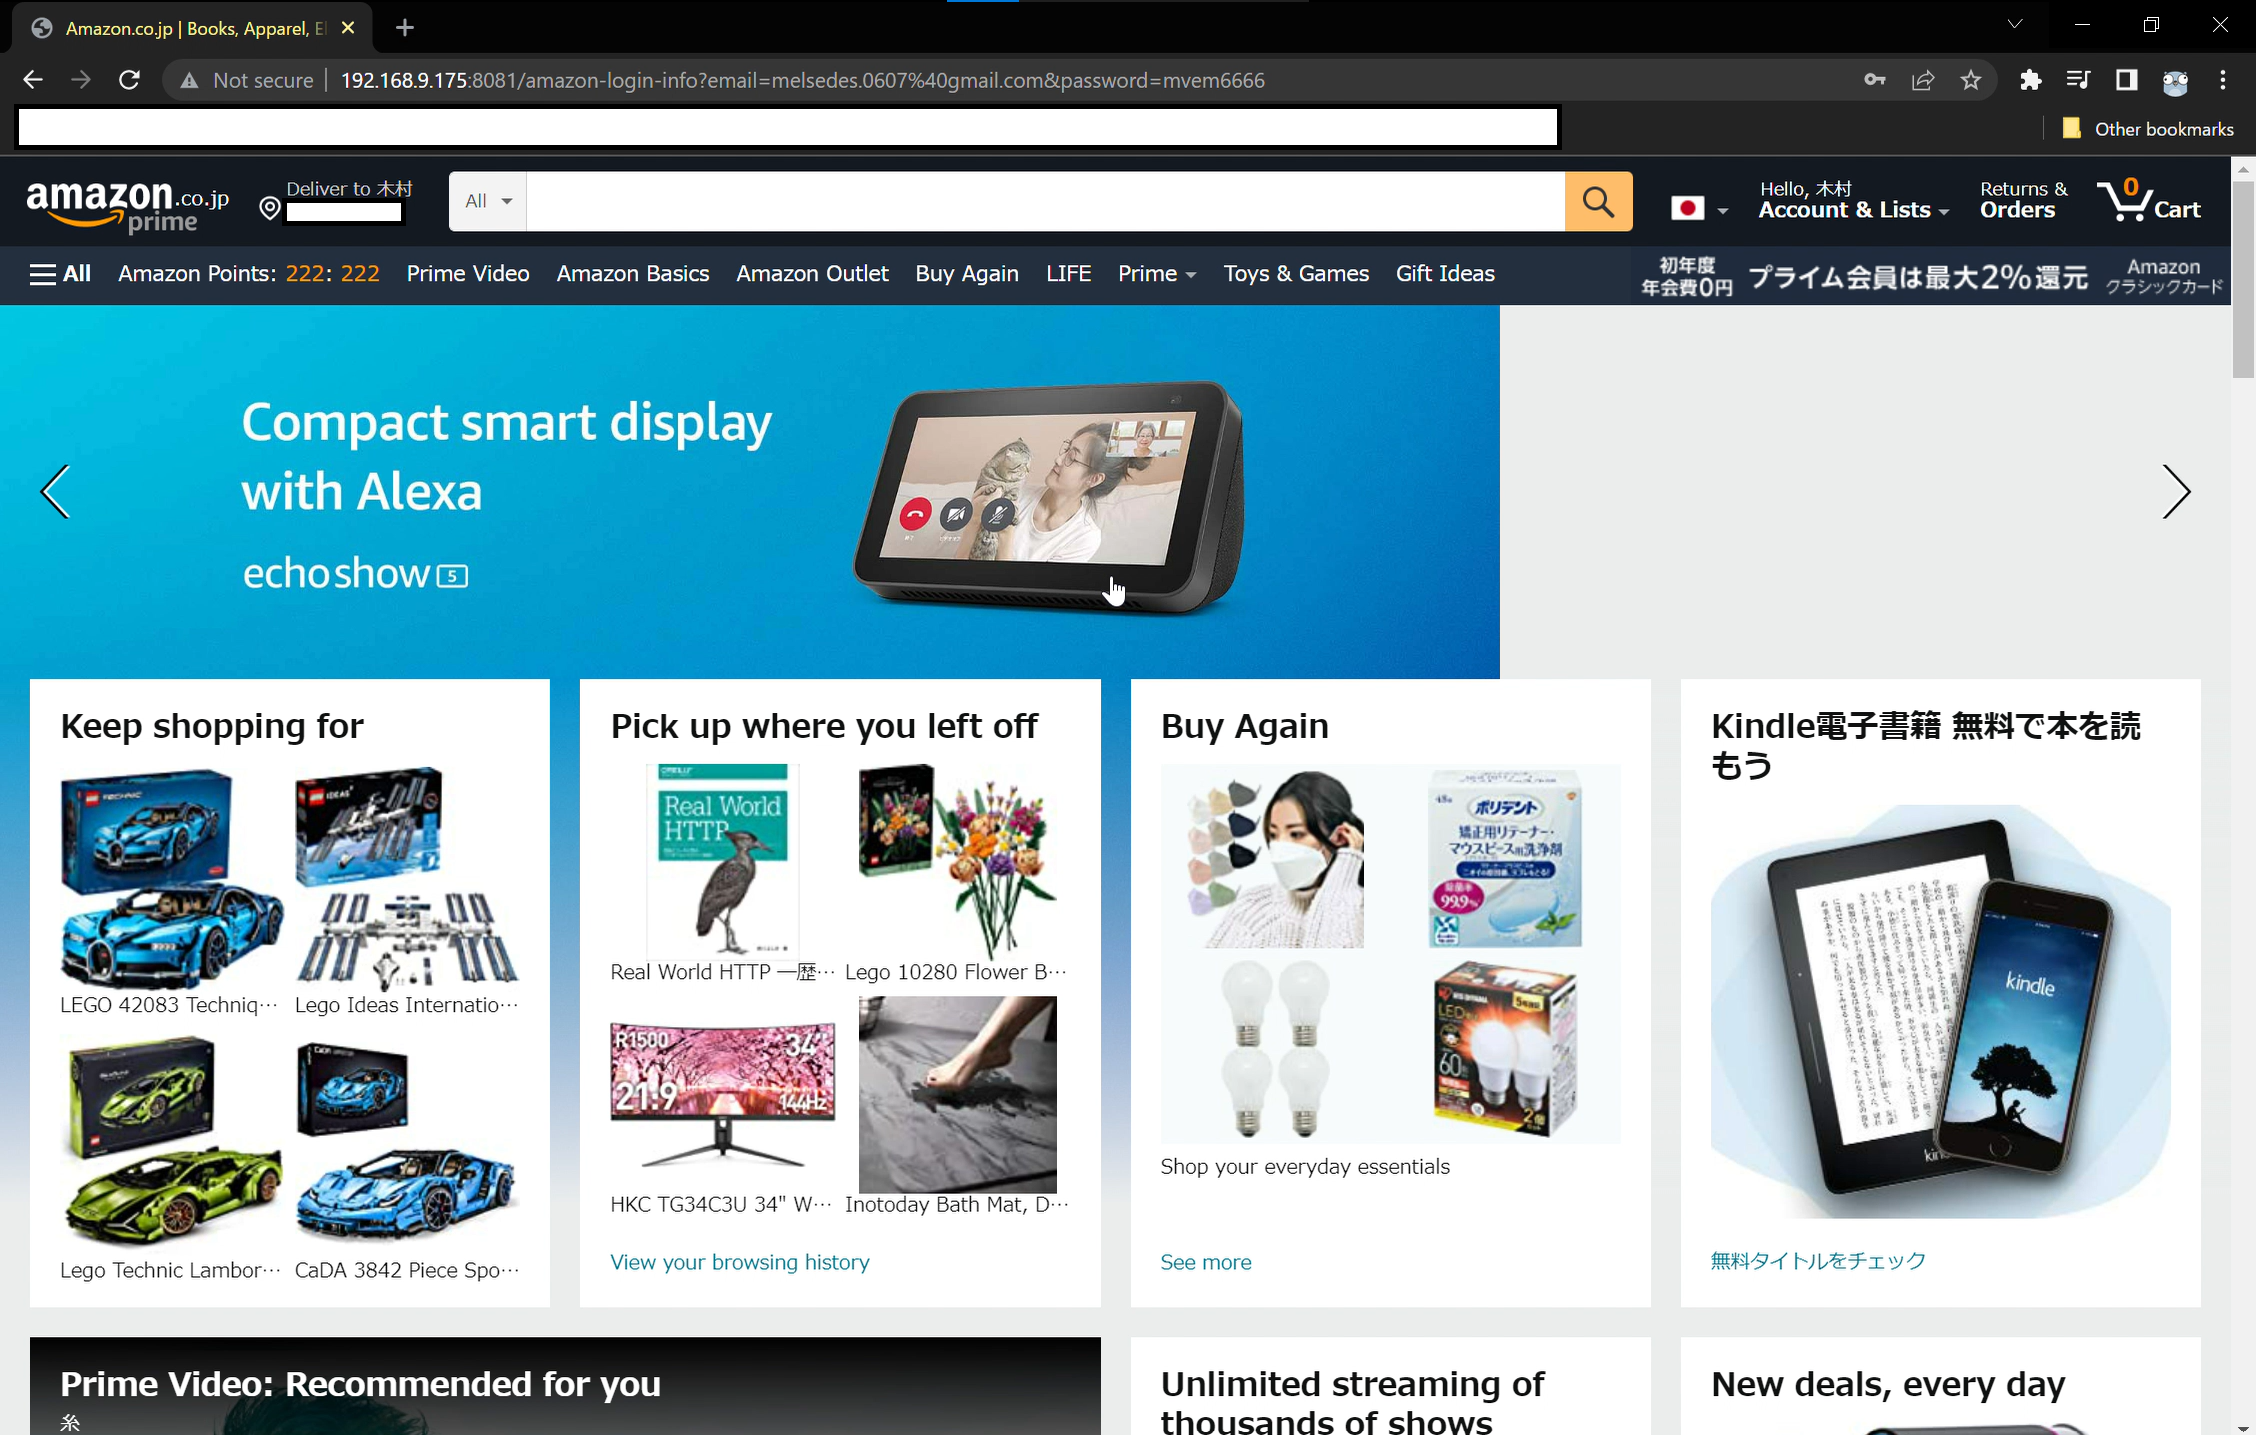 Amazon.co.jp | Books, Apparel, El
Not secure | 192.168.9.175:8081/amazon-login-info?email=melsedes.0607%40gmail.com&password=mvem6666
Other bookmarks
amazon.co.jp
prime
Deliver to 木村
All
Hello, 木村
Account & Lists
Returns &
Orders
0
Cart
All
Amazon Points: 222: 222
Prime Video
Amazon Basics
Amazon Outlet
Buy Again
LIFE
Prime
Toys & Games
Gift Ideas
初年度
年会費0円
プライム会員は最大2%還元
Amazon
クラシックカード
Compact smart display
with Alexa
echo show 5
Keep shopping for
LEGO 42083 Techniq…
Lego Ideas Internatio…
Lego Technic Lambor…
CaDA 3842 Piece Spo…
Pick up where you left off
O'REILLY
Real World
HTTP
Real World HTTP ―歴…
Lego 10280 Flower B…
R1500
34"
21:9
144Hz
HKC TG34C3U 34" W…
Inotoday Bath Mat, D…
View your browsing history
Buy Again
ポリデント
矯正用リテーナー・
マウスピース用洗浄剤
99.9%
LED
60
5年保証
2個
Shop your everyday essentials
See more
Kindle電子書籍 無料で本を読
もう
kindle
無料タイトルをチェック
Prime Video: Recommended for you
糸
Unlimited streaming of
thousands of shows
New deals, every day